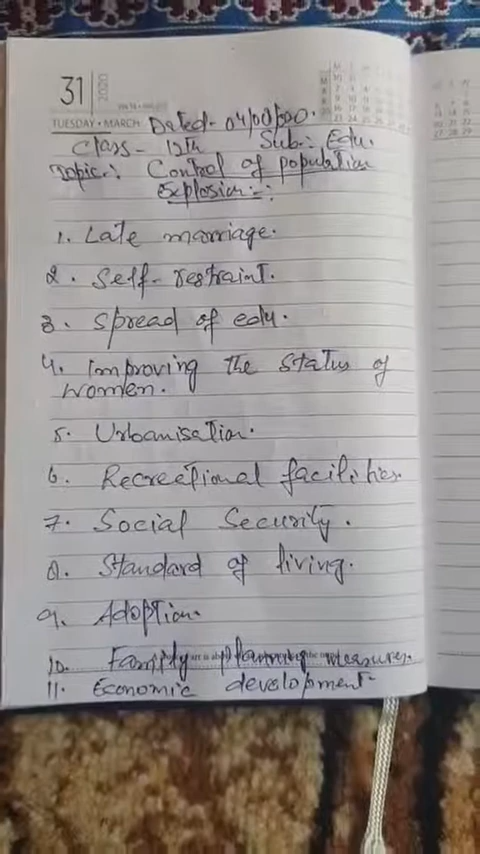 31
2020
TUESDAY • MARCH Dated-
Class- 12th Sub:- Edu.
Topic:- Control of population
Explosion:-
1. Late marriage.
2. Self-restraint.
3. Spread of edu.
4. Improving the status of
women.
5. Urbanisation.
6. Recreational facilities.
7. Social Security.
8. Standard of living.
9. Adoption.
10. Family planning measures.
11. Economic development